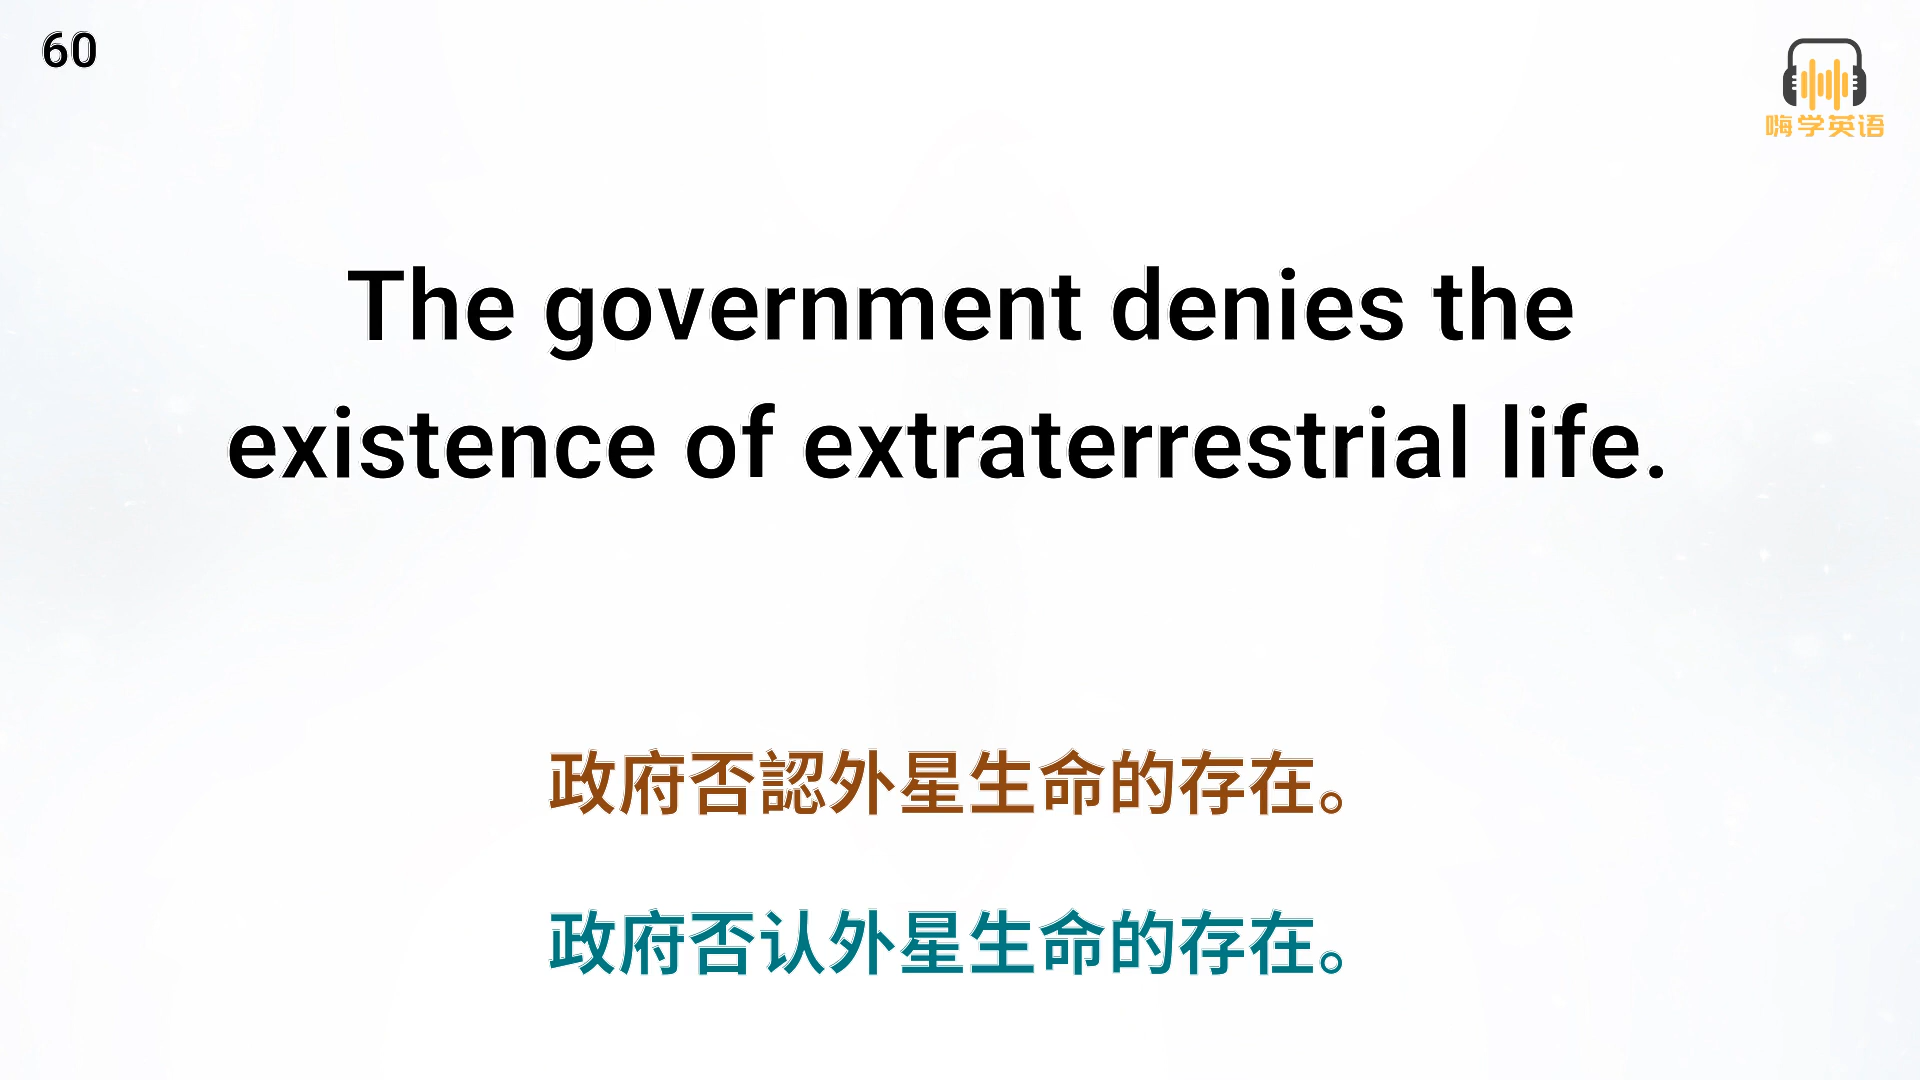 60
嗨学英语
The government denies the
existence of extraterrestrial life.
政府否認外星生命的存在。
政府否认外星生命的存在。